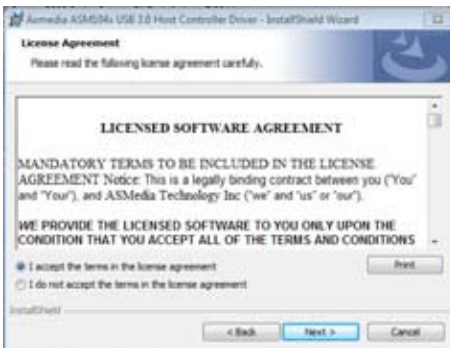 Asmedia ASM104x USB 3.0 Host Controller Driver - InstallShield Wizard
License Agreement
Please read the following license agreement carefully.
LICENSED SOFTWARE AGREEMENT
MANDATORY TERMS TO BE INCLUDED IN THE LICENSE
AGREEMENT Notice: This is a legally binding contract between you ("You"
and "Your"), and ASMedia Technology Inc ("we" and "us" or "our").
WE PROVIDE THE LICENSED SOFTWARE TO YOU ONLY UPON THE
CONDITION THAT YOU ACCEPT ALL OF THE TERMS AND CONDITIONS
I accept the terms in the license agreement
Print
I do not accept the terms in the license agreement
InstallShield
< Back
Next >
Cancel